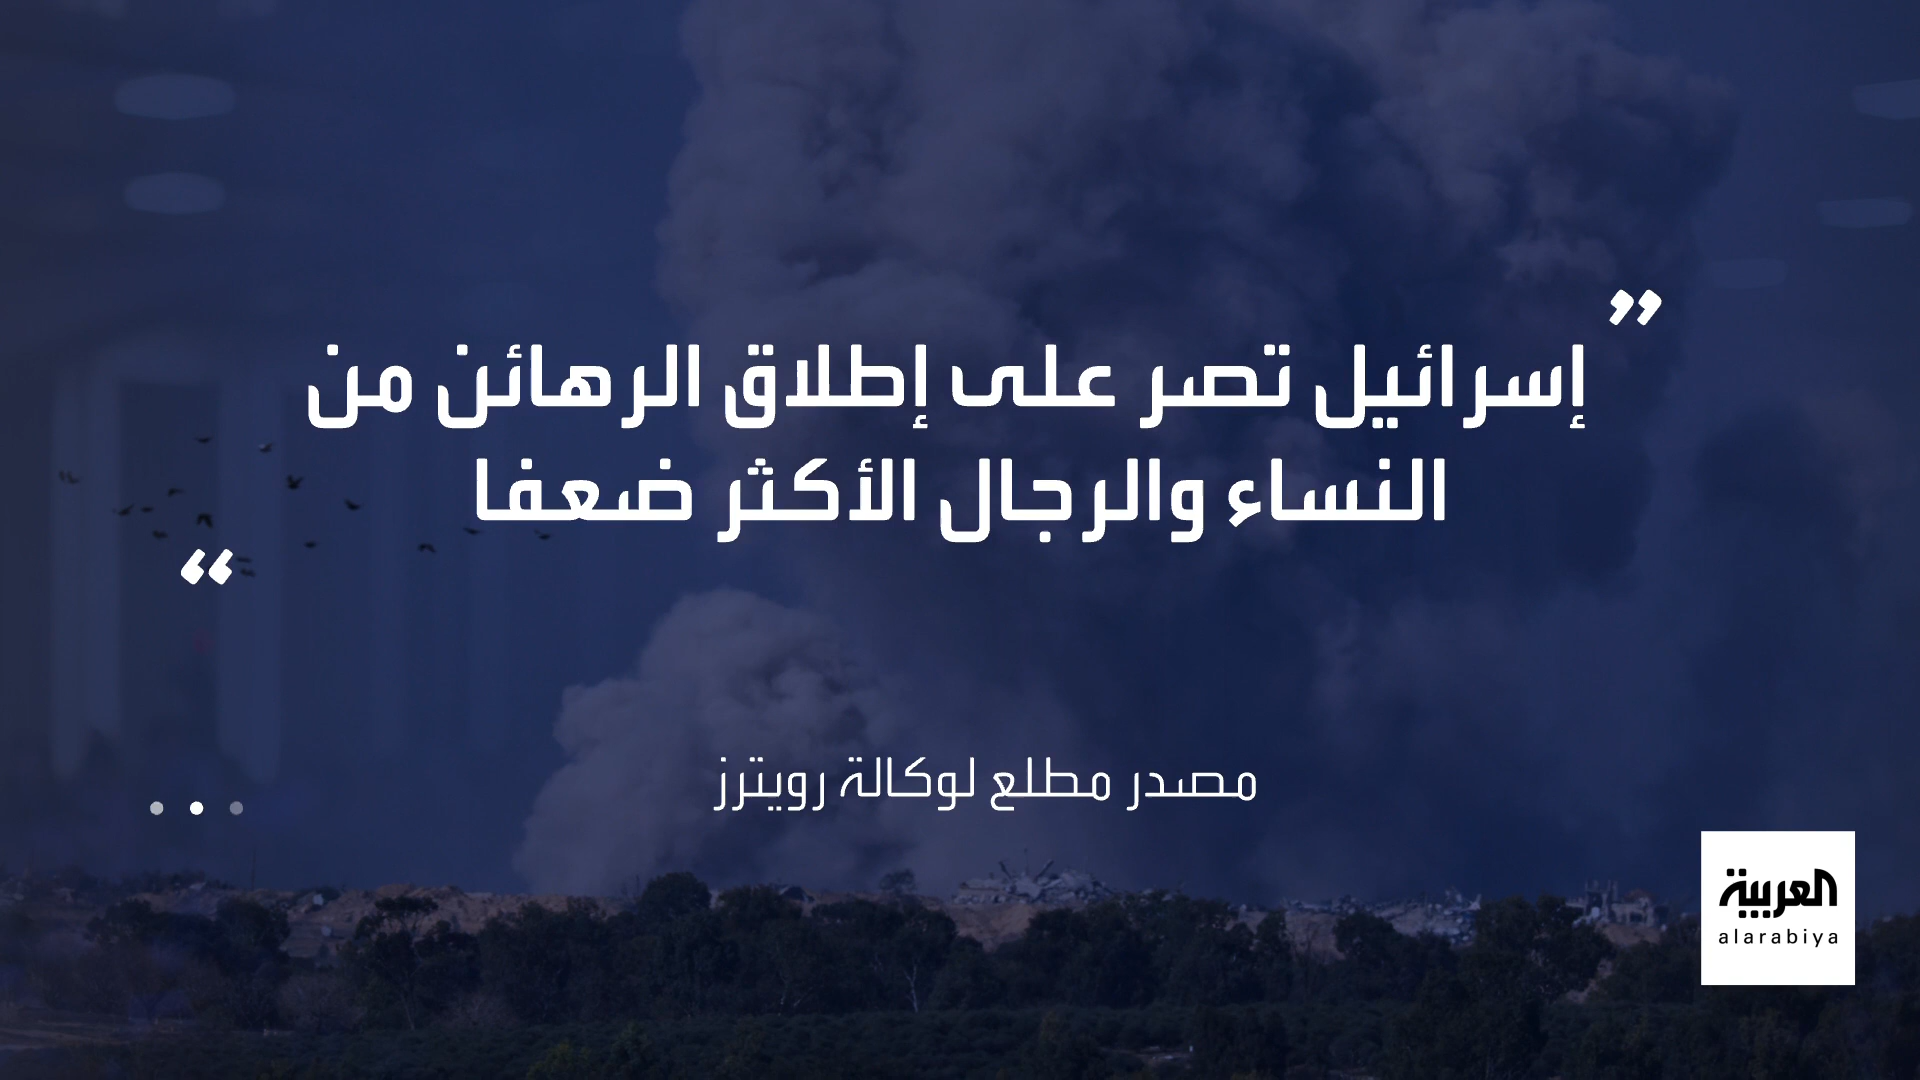 ”إسرائيل تصر على إطلاق الرهائن من
النساء والرجال الأكثر ضعفا“
مصدر مطلع لوكالة رويترز
العربية
alarabiya